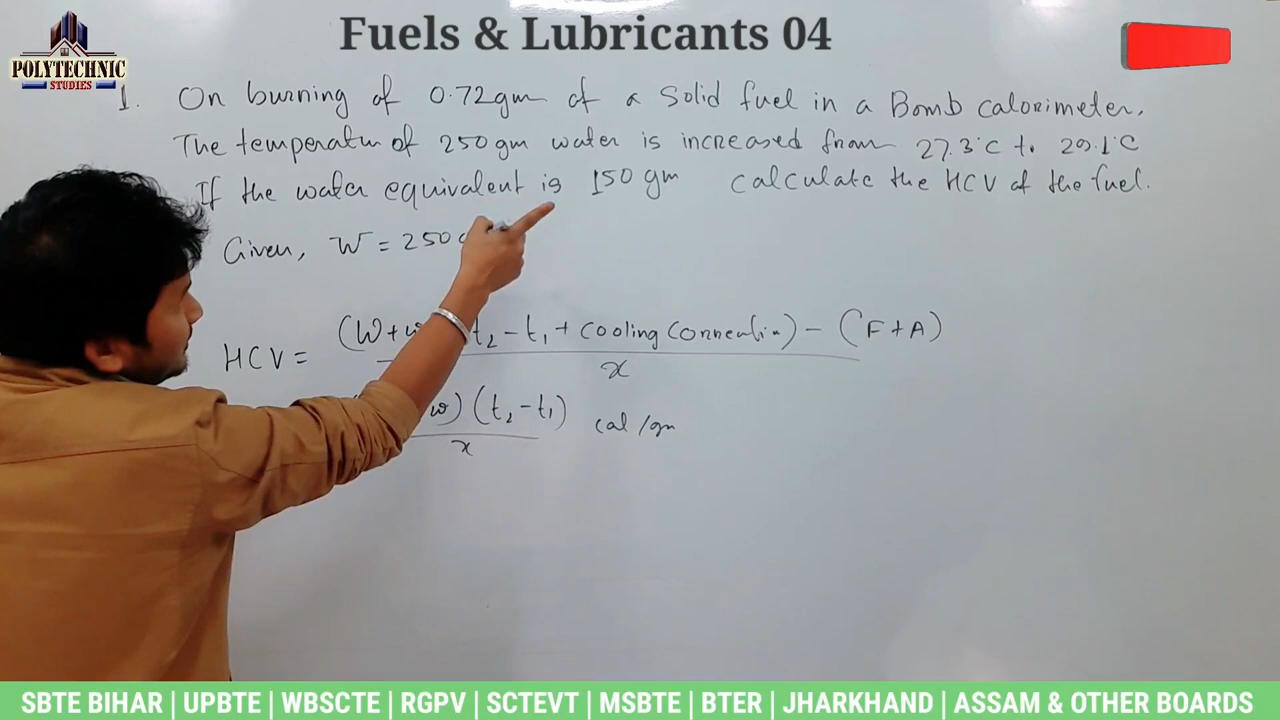 Fuels & Lubricants 04
POLYTECHNIC
STUDIES
1. On burning of 0.72gm of a Solid fuel in a Bomb calorimeter.
The temperatur of 250 gm water is increased from 27.3°C to 29.1°C
If the water equivalent is 150 gm calculate the HCV of the fuel.
Given, W = 250
HCV = (W+w t₂ - t₁ + cooling Correction) - (F+A)
x
w) (t₂ - t₁) cal/gm
x
SBTE BIHAR | UPBTE | WBSCTE | RGPV | SCTEVT | MSBTE | BTER | JHARKHAND | ASSAM & OTHER BOARDS